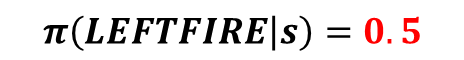 π(LEFTFIRE|s) = 0.5